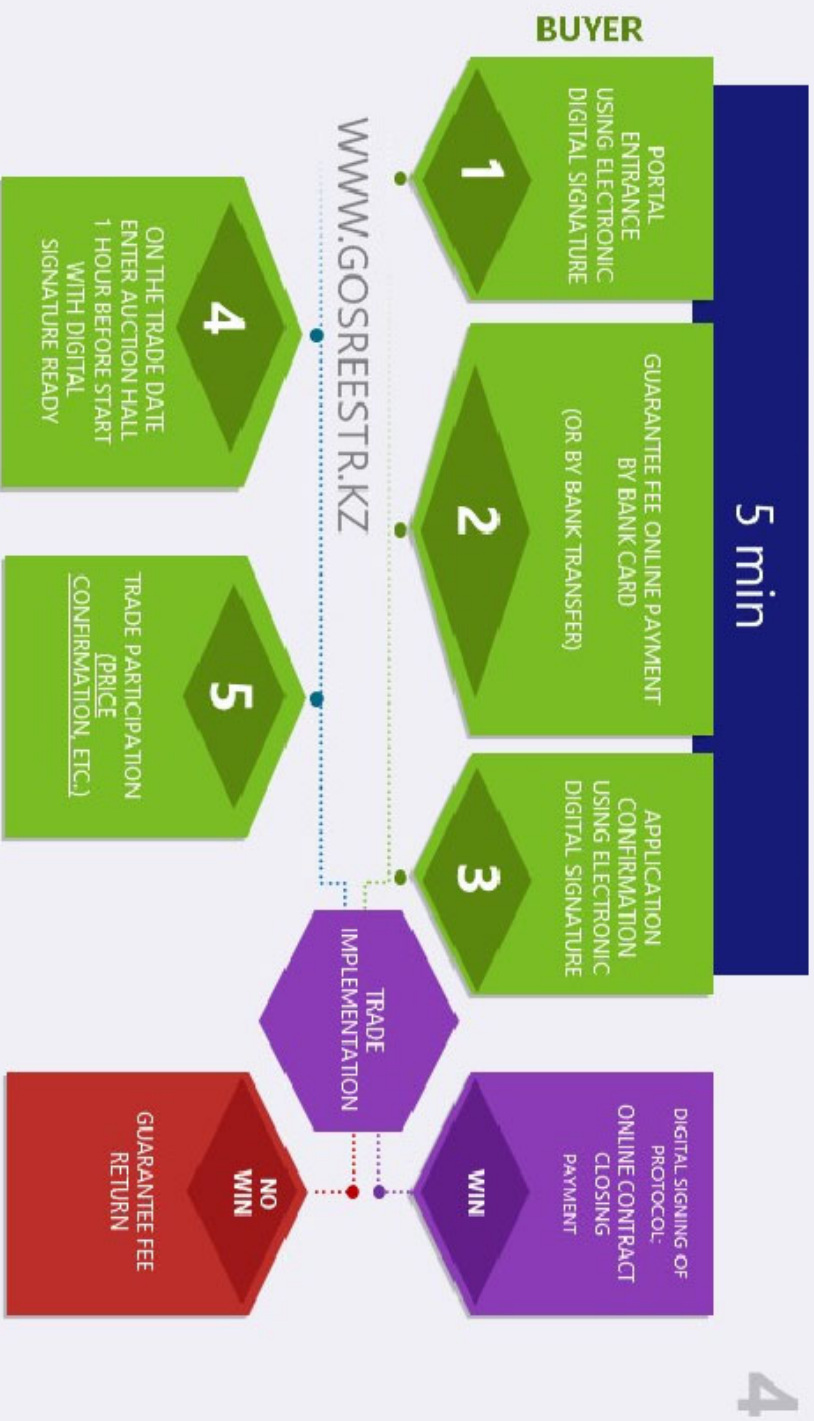 BUYER
5 min
1
PORTAL
ENTRANCE
USING ELECTRONIC
DIGITAL SIGNATURE
2
GUARANTEE FEE ONLINE PAYMENT
BY BANK CARD
(OR BY BANK TRANSFER)
3
APPLICATION
CONFIRMATION
USING ELECTRONIC
DIGITAL SIGNATURE
WWW.GOSREESTR.KZ
4
ON THE TRADE DATE
ENTER AUCTION HALL
1 HOUR BEFORE START
WITH DIGITAL
SIGNATURE READY
5
TRADE PARTICIPATION
(PRICE
CONFIRMATION, ETC.)
TRADE
IMPLEMENTATION
DIGITAL SIGNING OF
PROTOCOL;
ONLINE CONTRACT
CLOSING
PAYMENT
WIN
NO
WIN
GUARANTEE FEE
RETURN
4